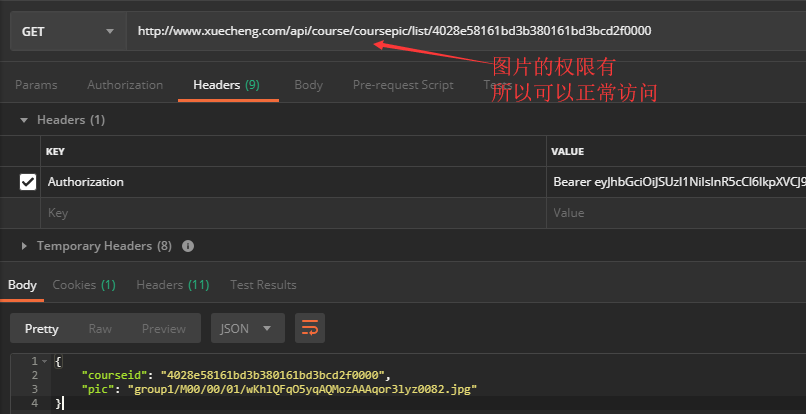 GET
http://www.xuecheng.com/api/course/coursepic/list/4028e58161bd3b380161bd3bcd2f0000
图片的权限有
所以可以正常访问
Params Authorization Headers (9) Body Pre-request Script Tests
Headers (1)
KEY VALUE
Authorization Bearer eyJhbGciOiJSUzI1NiIsInR5cCI6IkpXVCJ9
Key Value
Temporary Headers (8)
Body Cookies (1) Headers (11) Test Results
Pretty Raw Preview JSON
1 {
2 "courseid": "4028e58161bd3b380161bd3bcd2f0000",
3 "pic": "group1/M00/00/01/wKhlQFqO5yqAQMozAAAqor3lyz0082.jpg"
4 }